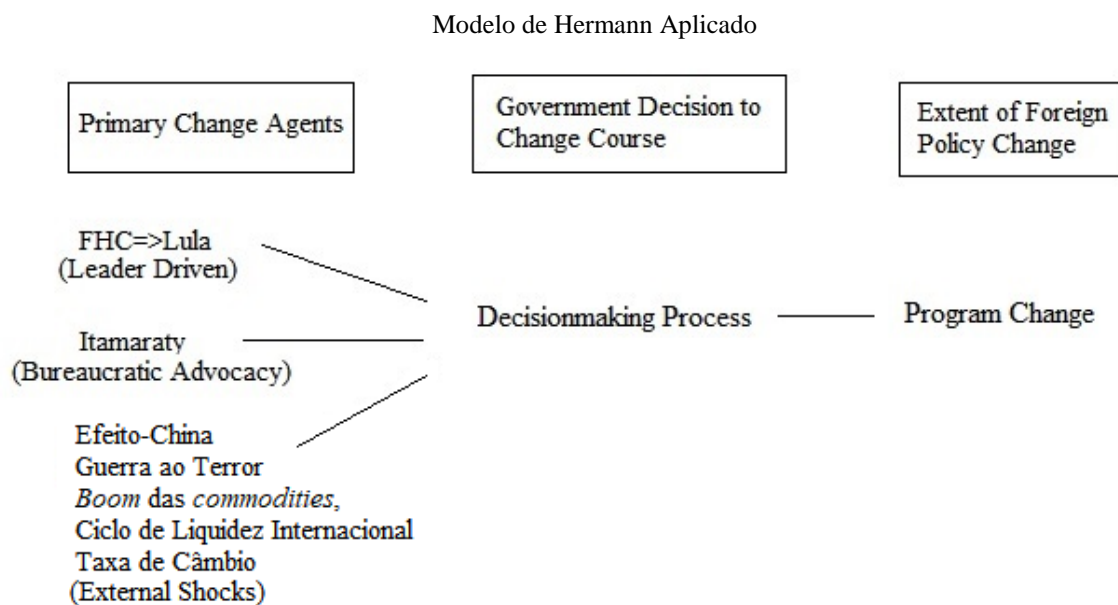 Modelo de Hermann Aplicado
Primary Change Agents
Government Decision to
Change Course
Extent of Foreign
Policy Change
FHC=>Lula
(Leader Driven)
Itamaraty
(Bureaucratic Advocacy)
Efeito-China
Guerra ao Terror
Boom das commodities,
Ciclo de Liquidez Internacional
Taxa de Câmbio
(External Shocks)
Decisionmaking Process
Program Change